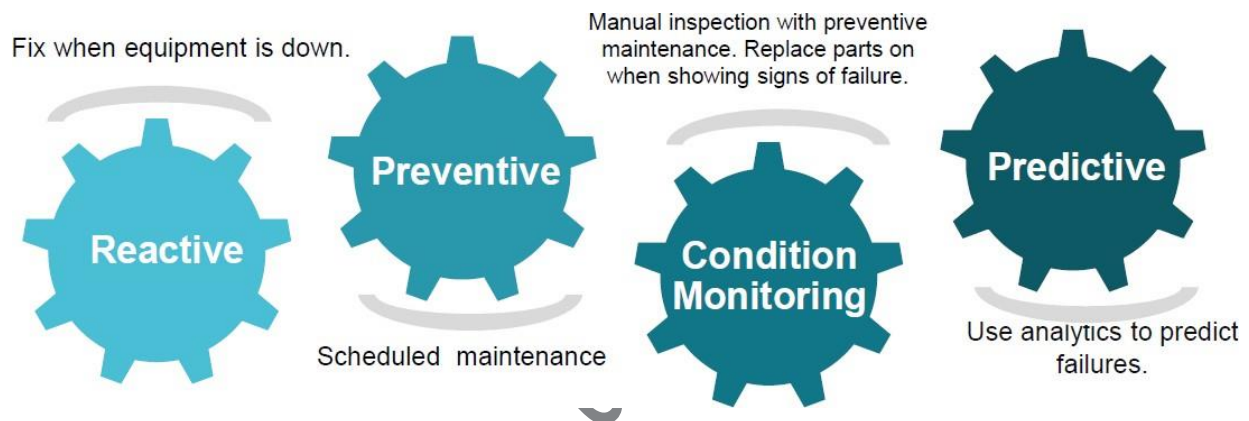 Fix when equipment is down.
Reactive
Preventive
Scheduled maintenance
Manual inspection with preventive
maintenance. Replace parts on
when showing signs of failure.
Condition
Monitoring
Predictive
Use analytics to predict
failures.